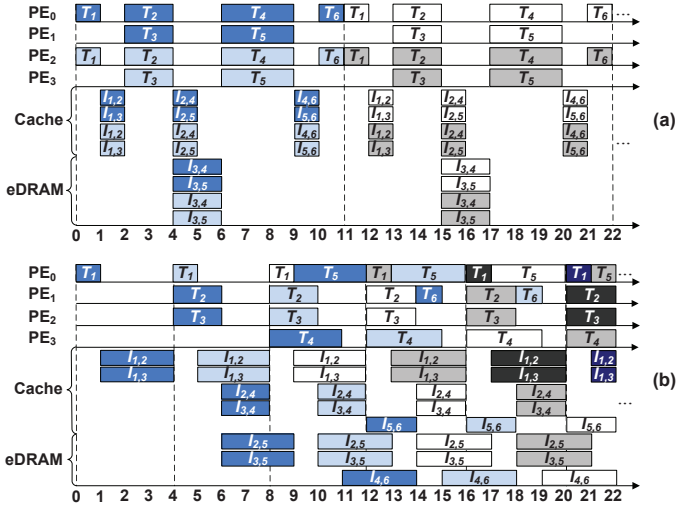 PE0 T1 T2 T4 T6 T1 T2 T4 T6 ...
PE1 T3 T5 T3 T5
PE2 T1 T2 T4 T6 T1 T2 T4 T6
PE3 T3 T5 T3 T5
Cache
I1,2 I2,4 I4,6 I1,2 I2,4 I4,6
I1,3 I2,5 I5,6 I1,3 I2,5 I5,6
I1,2 I2,4 I4,6 I1,2 I2,4 I4,6
I1,3 I2,5 I5,6 I1,3 I2,5 I5,6 ...
(a)
eDRAM
I3,4 I3,4
I3,5 I3,5
I3,4 I3,4
I3,5 I3,5
0 1 2 3 4 5 6 7 8 9 10 11 12 13 14 15 16 17 18 19 20 21 22
PE0 T1 T1 T1 T5 T1 T5 T1 T5 T1 T5 ...
PE1 T2 T2 T2 T6 T2 T6 T2
PE2 T3 T3 T3 T3 T3
PE3 T4 T4 T4 T4
Cache
I1,2 I1,2 I1,2 I1,2 I1,2 I1,2
I1,3 I1,3 I1,3 I1,3 I1,3 I1,3
I2,4 I2,4 I2,4 I2,4
I3,4 I3,4 I3,4 I3,4 ...
I5,6 I5,6 I5,6
(b)
eDRAM
I2,5 I2,5 I2,5 I2,5
I3,5 I3,5 I3,5 I3,5
I4,6 I4,6 I4,6
0 1 2 3 4 5 6 7 8 9 10 11 12 13 14 15 16 17 18 19 20 21 22